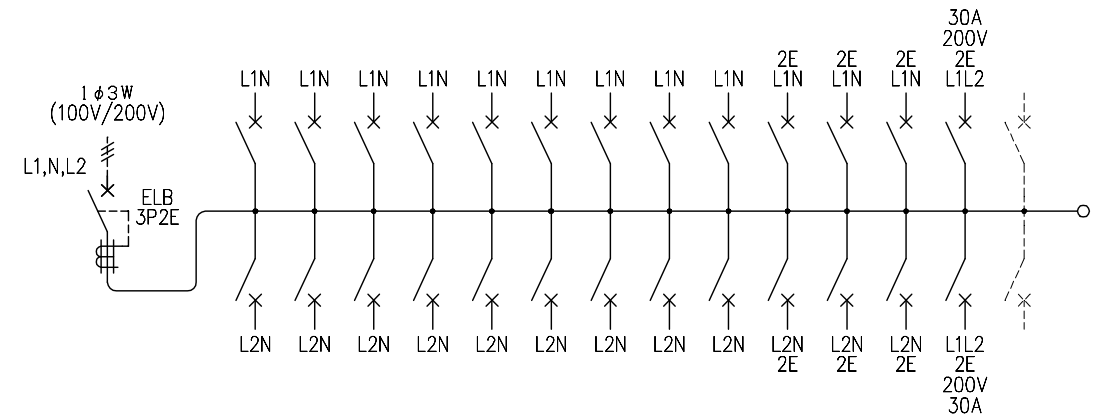 30A
200V
2E 2E 2E 2E
L1N L1N L1N L1N L1N L1N L1N L1N L1N L1N L1N L1N L1L2
1φ3W
(100V/200V)
L1,N,L2
ELB
3P2E
L2N L2N L2N L2N L2N L2N L2N L2N L2N L2N L2N L2N L1L2
2E 2E 2E 2E
200V
30A